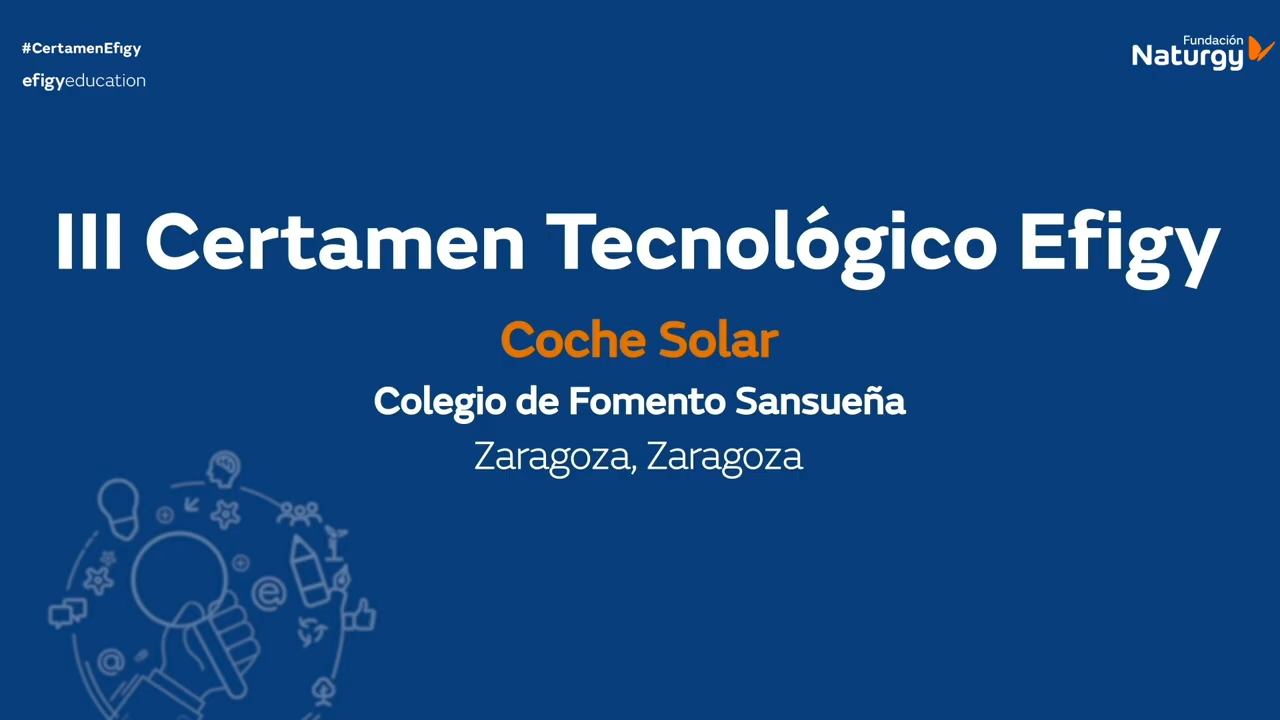 #CertamenEfigy
efigyeducation
Fundación
Naturgy
III Certamen Tecnológico Efigy
Coche Solar
Colegio de Fomento Sansueña
Zaragoza, Zaragoza